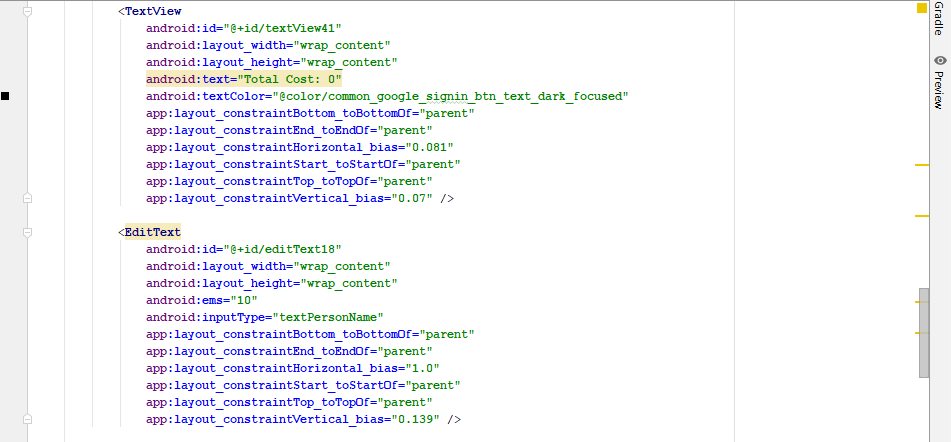 <TextView
android:id="@+id/textView41"
android:layout_width="wrap_content"
android:layout_height="wrap_content"
android:text="Total Cost: 0"
android:textColor="@color/common_google_signin_btn_text_dark_focused"
app:layout_constraintBottom_toBottomOf="parent"
app:layout_constraintEnd_toEndOf="parent"
app:layout_constraintHorizontal_bias="0.081"
app:layout_constraintStart_toStartOf="parent"
app:layout_constraintTop_toTopOf="parent"
app:layout_constraintVertical_bias="0.07" />
<EditText
android:id="@+id/editText18"
android:layout_width="wrap_content"
android:layout_height="wrap_content"
android:ems="10"
android:inputType="textPersonName"
app:layout_constraintBottom_toBottomOf="parent"
app:layout_constraintEnd_toEndOf="parent"
app:layout_constraintHorizontal_bias="1.0"
app:layout_constraintStart_toStartOf="parent"
app:layout_constraintTop_toTopOf="parent"
app:layout_constraintVertical_bias="0.139" />
Gradle
Preview